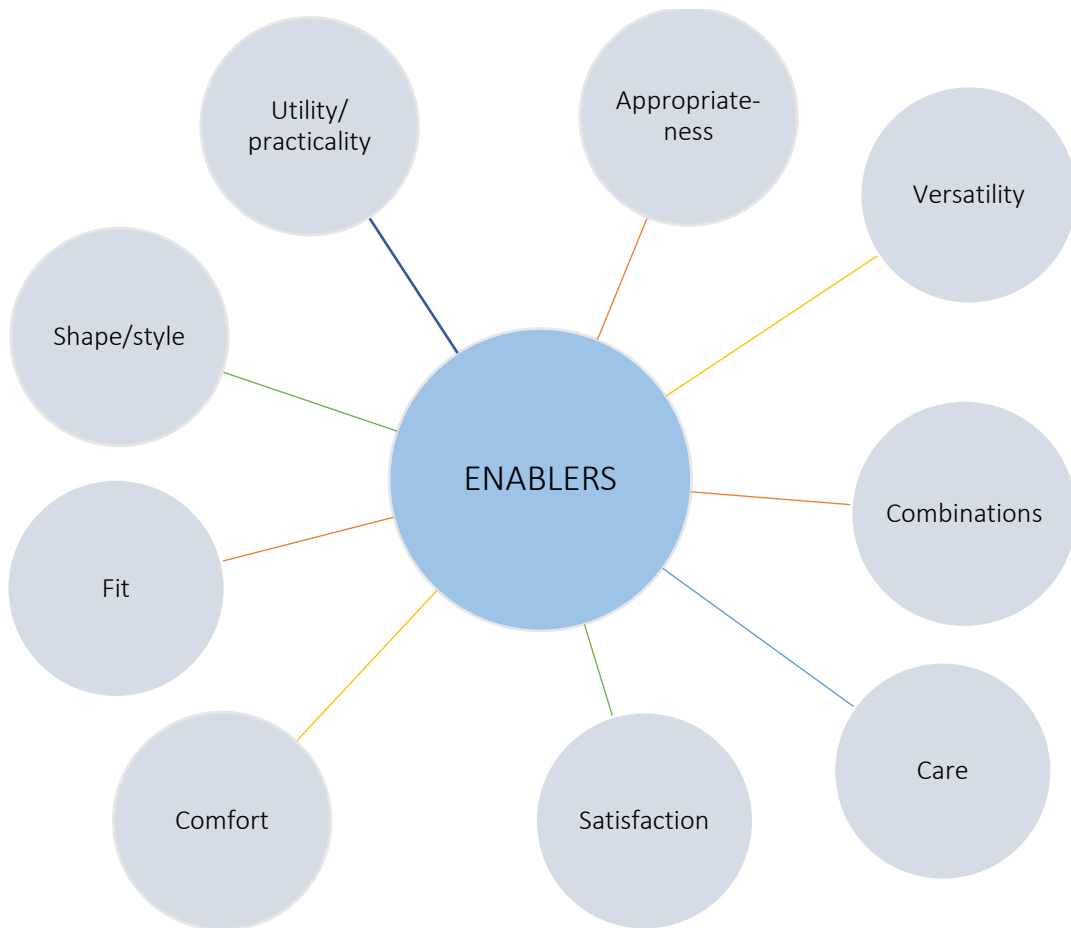 Utility/
practicality
Appropriate-
ness
Versatility
Shape/style
ENABLERS
Combinations
Fit
Care
Comfort
Satisfaction